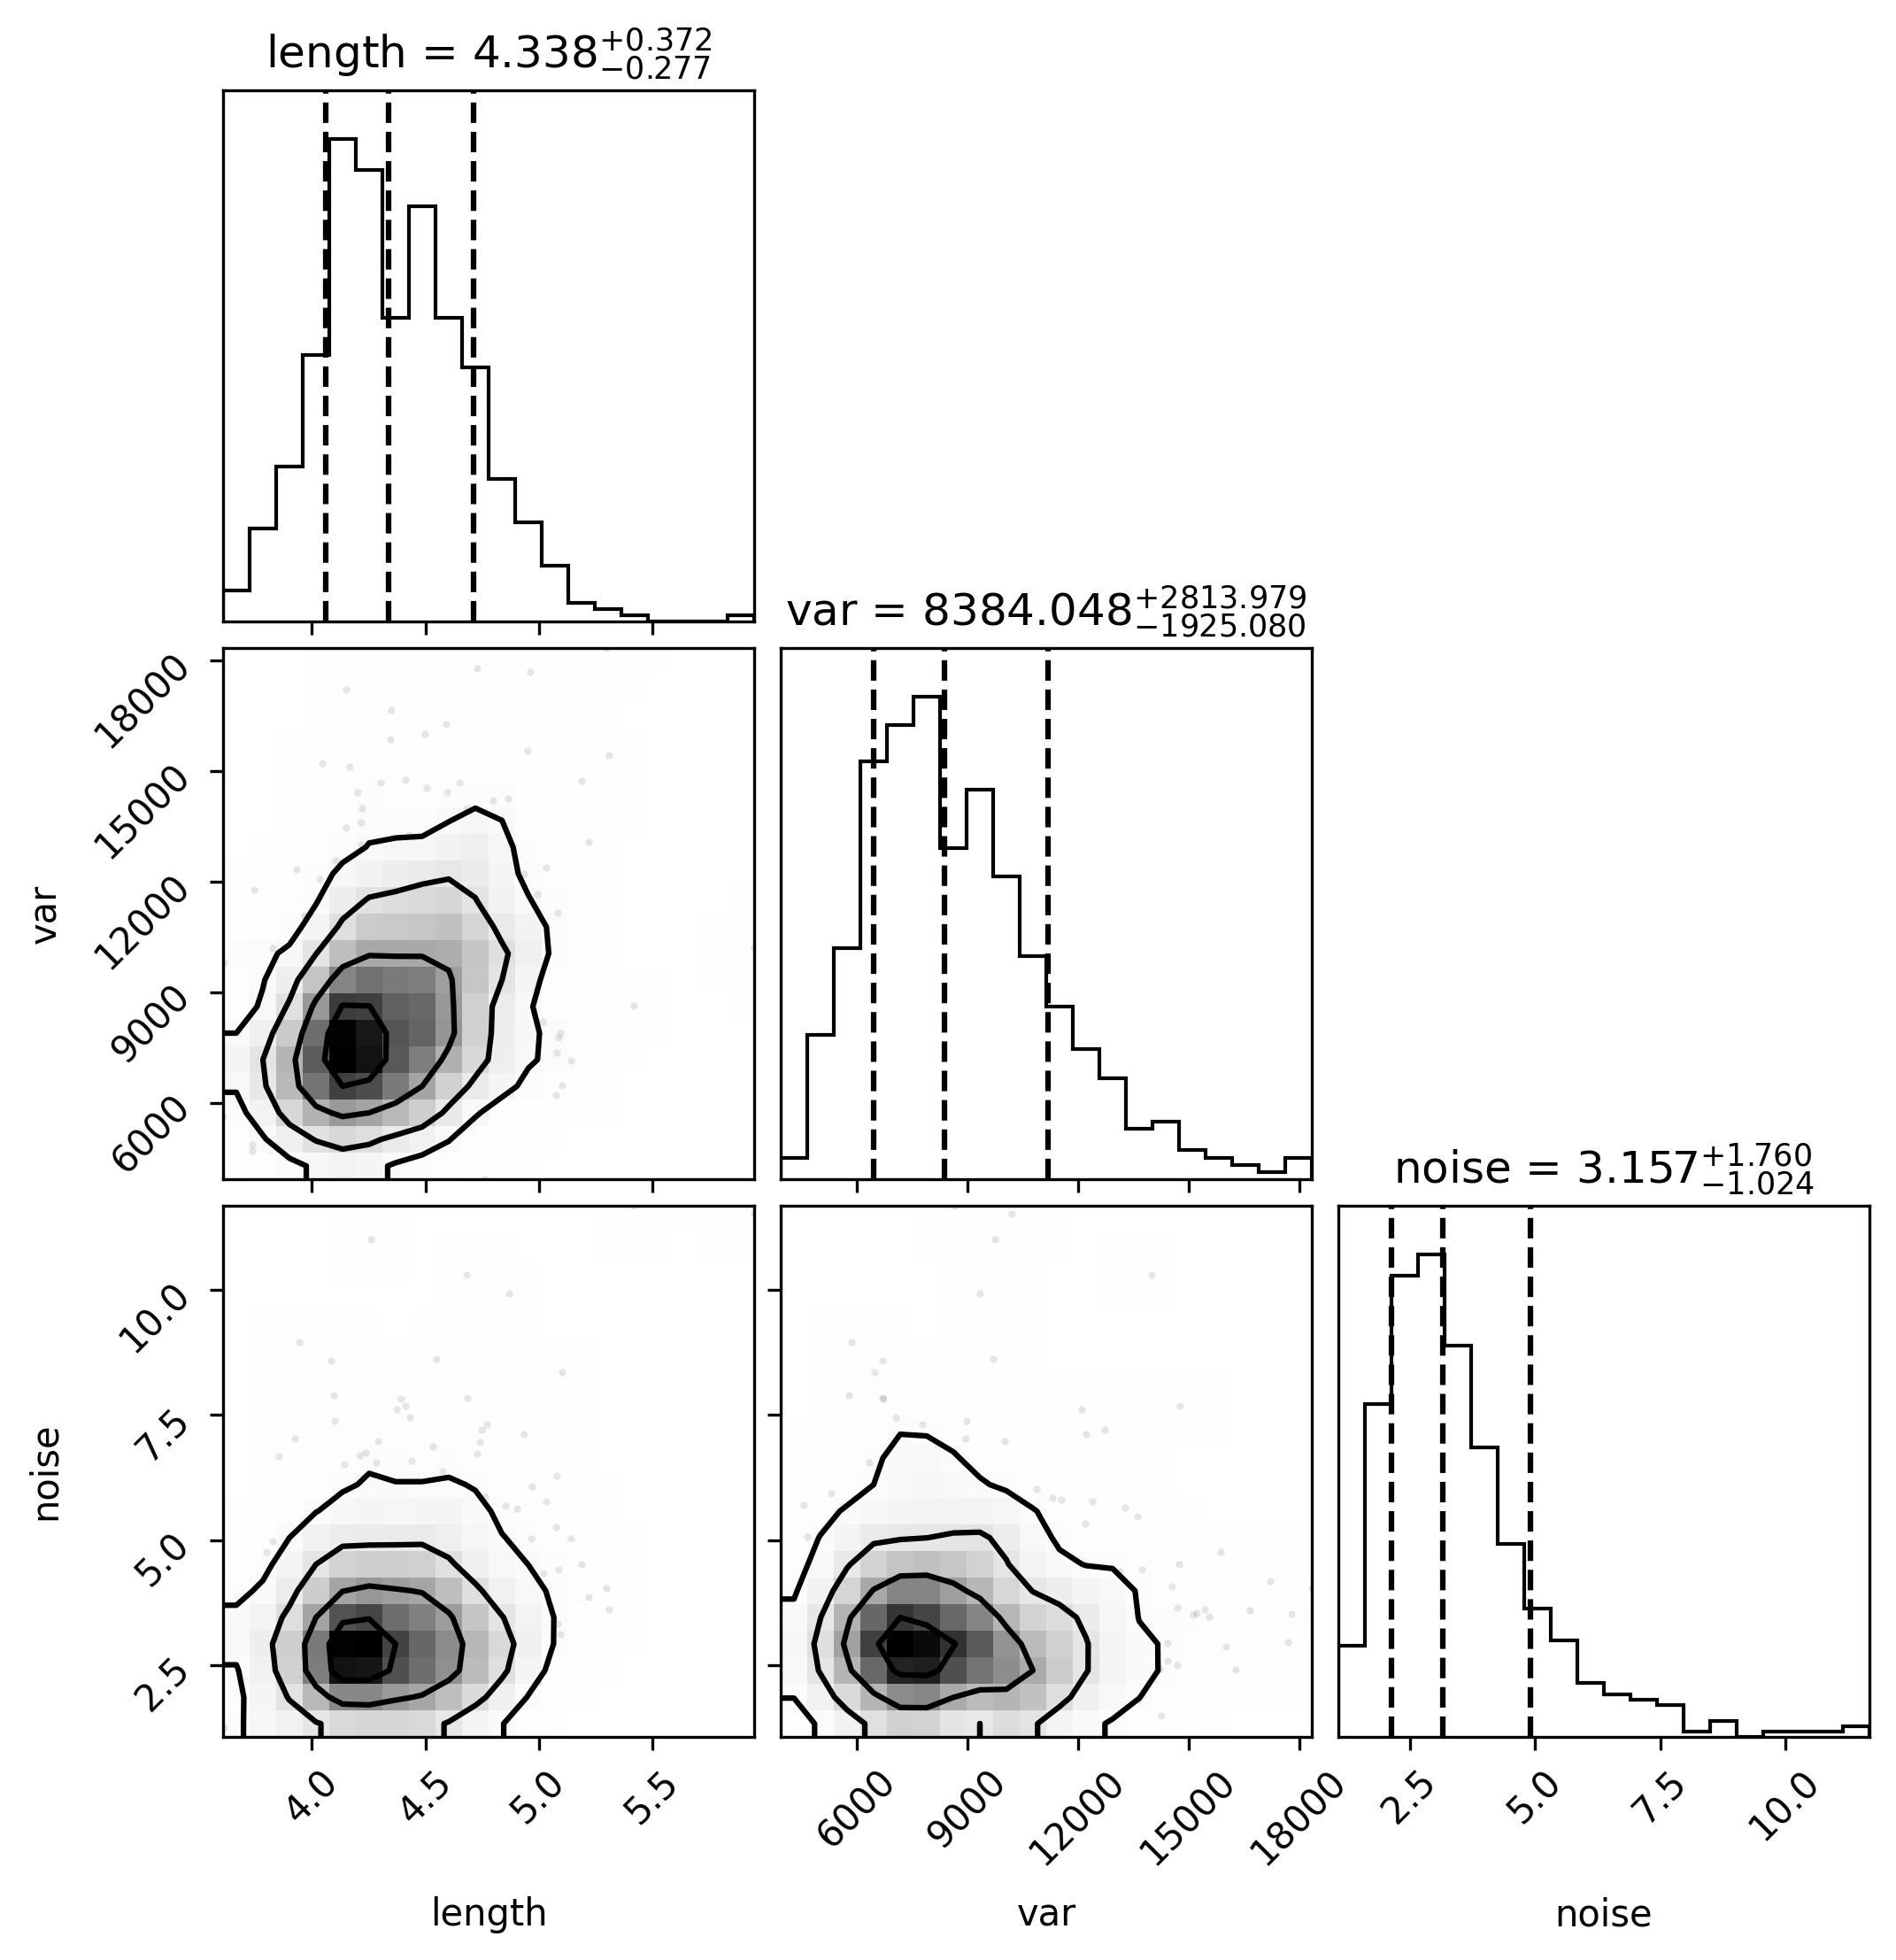 length = 4.338+0.372 −0.277
var = 8384.048+2813.979 −1925.080
18000
15000
12000
9000
6000
var
noise = 3.157+1.760 −1.024
10.0
7.5
5.0
2.5
noise
4.0 4.5 5.0 5.5
6000 9000 12000 15000 18000
2.5 5.0 7.5 10.0
length var noise